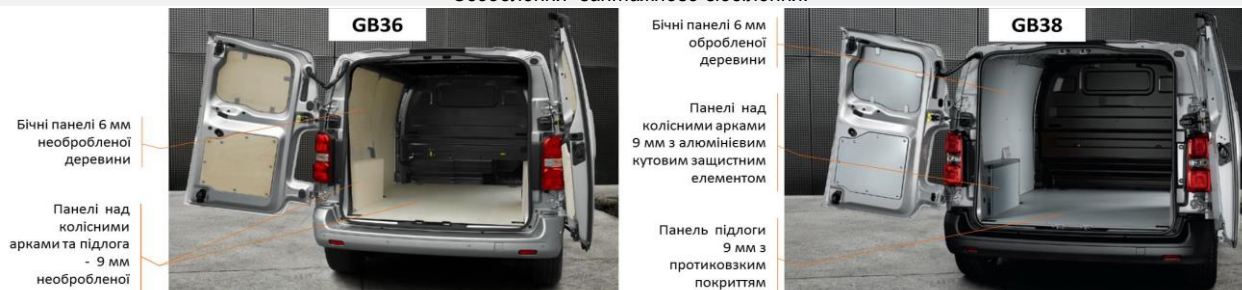 GB36
Бічні панелі 6 мм
необробленої
деревини
Панелі над
колісними
арками та підлога
- 9 мм
необробленої
GB38
Бічні панелі 6 мм
обробленої
деревини
Панелі над
колісними арками
9 мм з алюмінієвим
кутовим защистним
елементом
Панель підлоги
9 мм з
протиковзким
покриттям